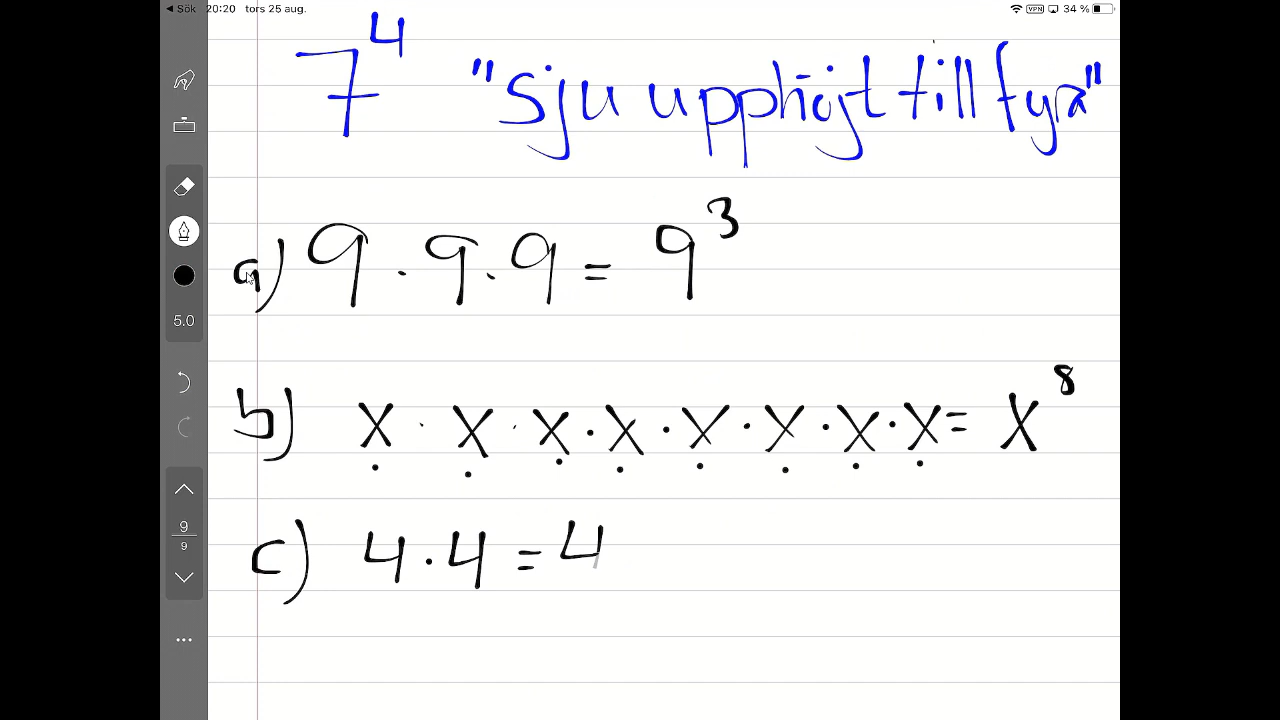 Sök 20:20 tors 25 aug. VPN 34 %
7⁴ "Sju upphöjt till fyra"
a) 9 · 9 · 9 = 9³
5.0
b) x · x · x · x · x · x · x · x = x⁸
9
9
c) 4 · 4 = 4